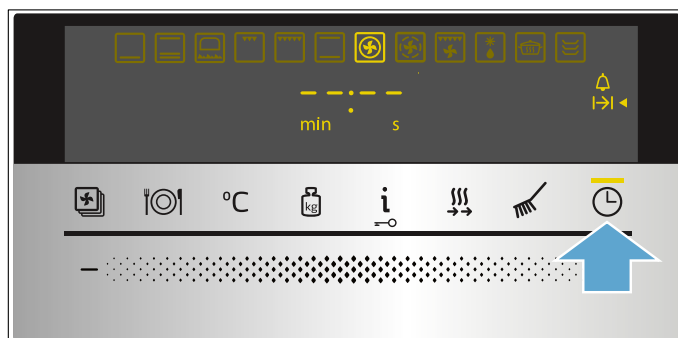 – –:– –
min s
°C kg i
–